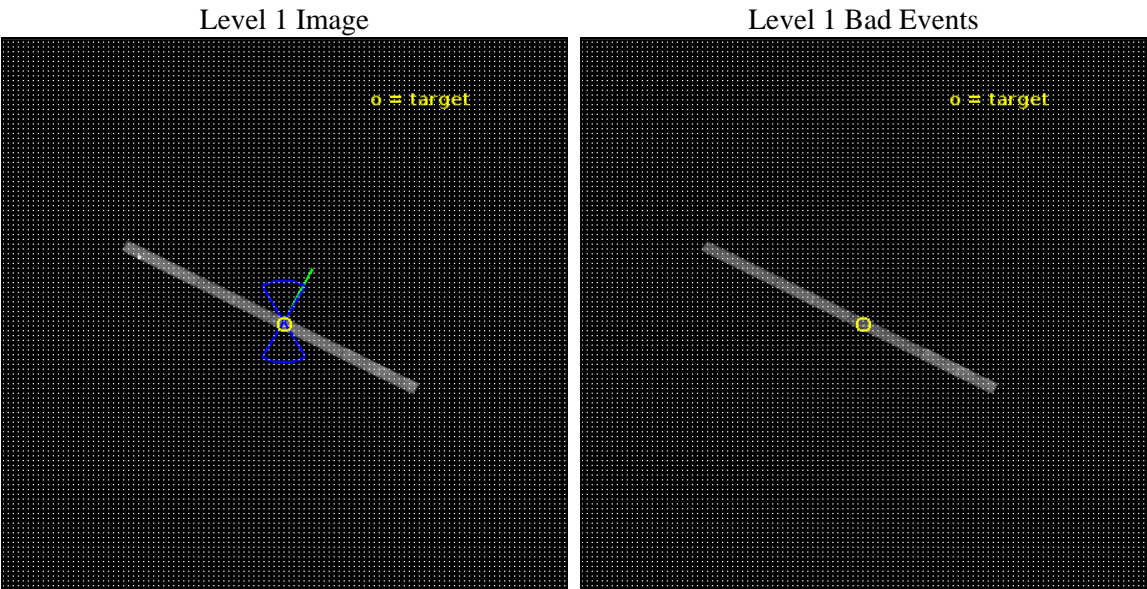 Level 1 Image
Level 1 Bad Events
o = target
o = target